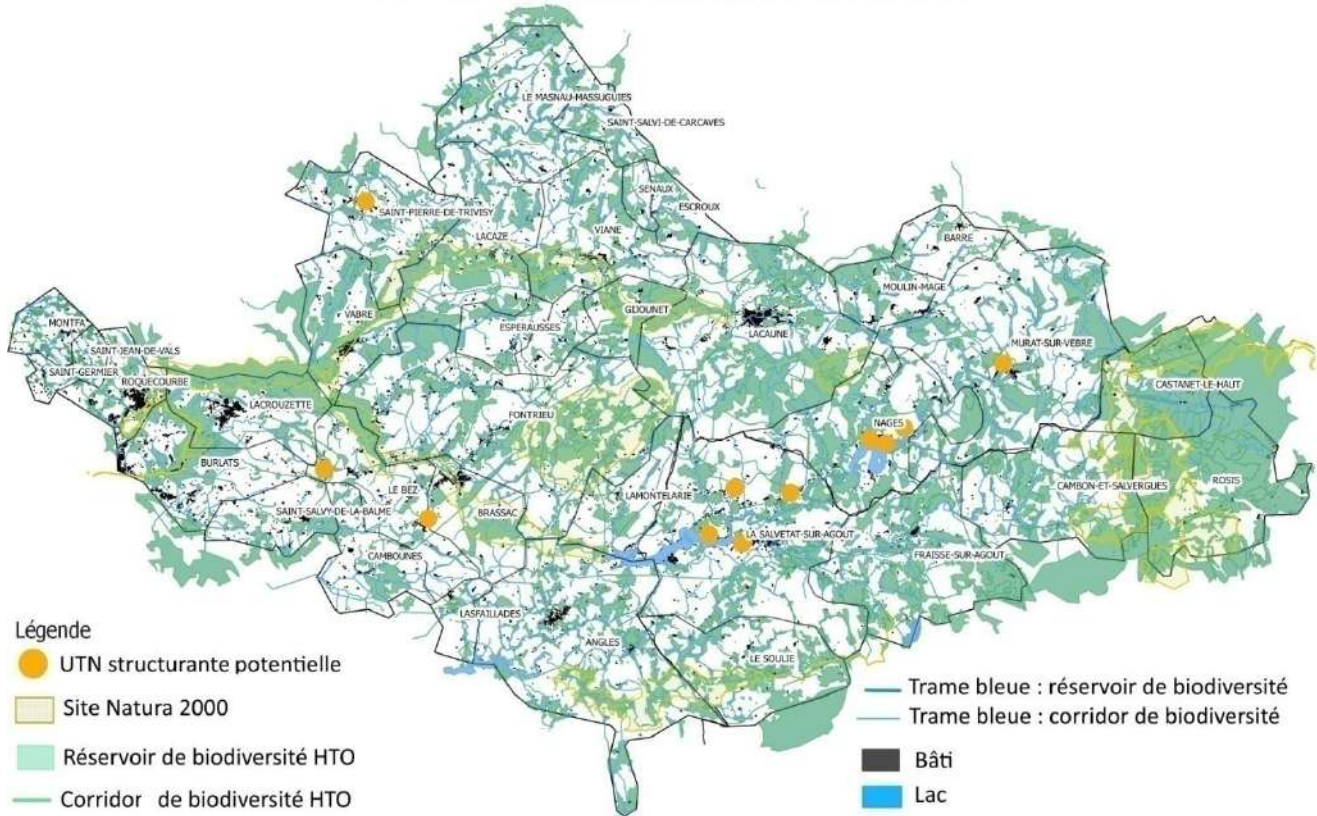 LE MASNAU-MASSUGUIES
SAINT-SALVI-DE-CARCAVES
SENAUX
ESCROUX
SAINT-PIERRE-DE-TRIVISY
LACAZE
VIANE
BARRE
MOULIN-MAGE
VABRE
GIJOUNET
ESPERAUSSES
LACAUNE
MONTFA
SAINT-JEAN-DE-VALS
SAINT-GERMIER
ROQUECOURBE
MURAT-SUR-VEBRE
CASTANET-LE-HAUT
LACROUZETTE
FONTRIEU
NAGES
BURLATS
LE BEZ
LAMONTELARIE
CAMBON-ET-SALVERGUES
ROSIS
SAINT-SALVY-DE-LA-BALME
BRASSAC
LA SALVETAT-SUR-AGOUT
CAMBOUNES
FRAISSE-SUR-AGOUT
LASFAILLADES
ANGLES
LE SOULIE
Légende
UTN structurante potentielle
Site Natura 2000
Réservoir de biodiversité HTO
Corridor de biodiversité HTO
Trame bleue : réservoir de biodiversité
Trame bleue : corridor de biodiversité
Bâti
Lac